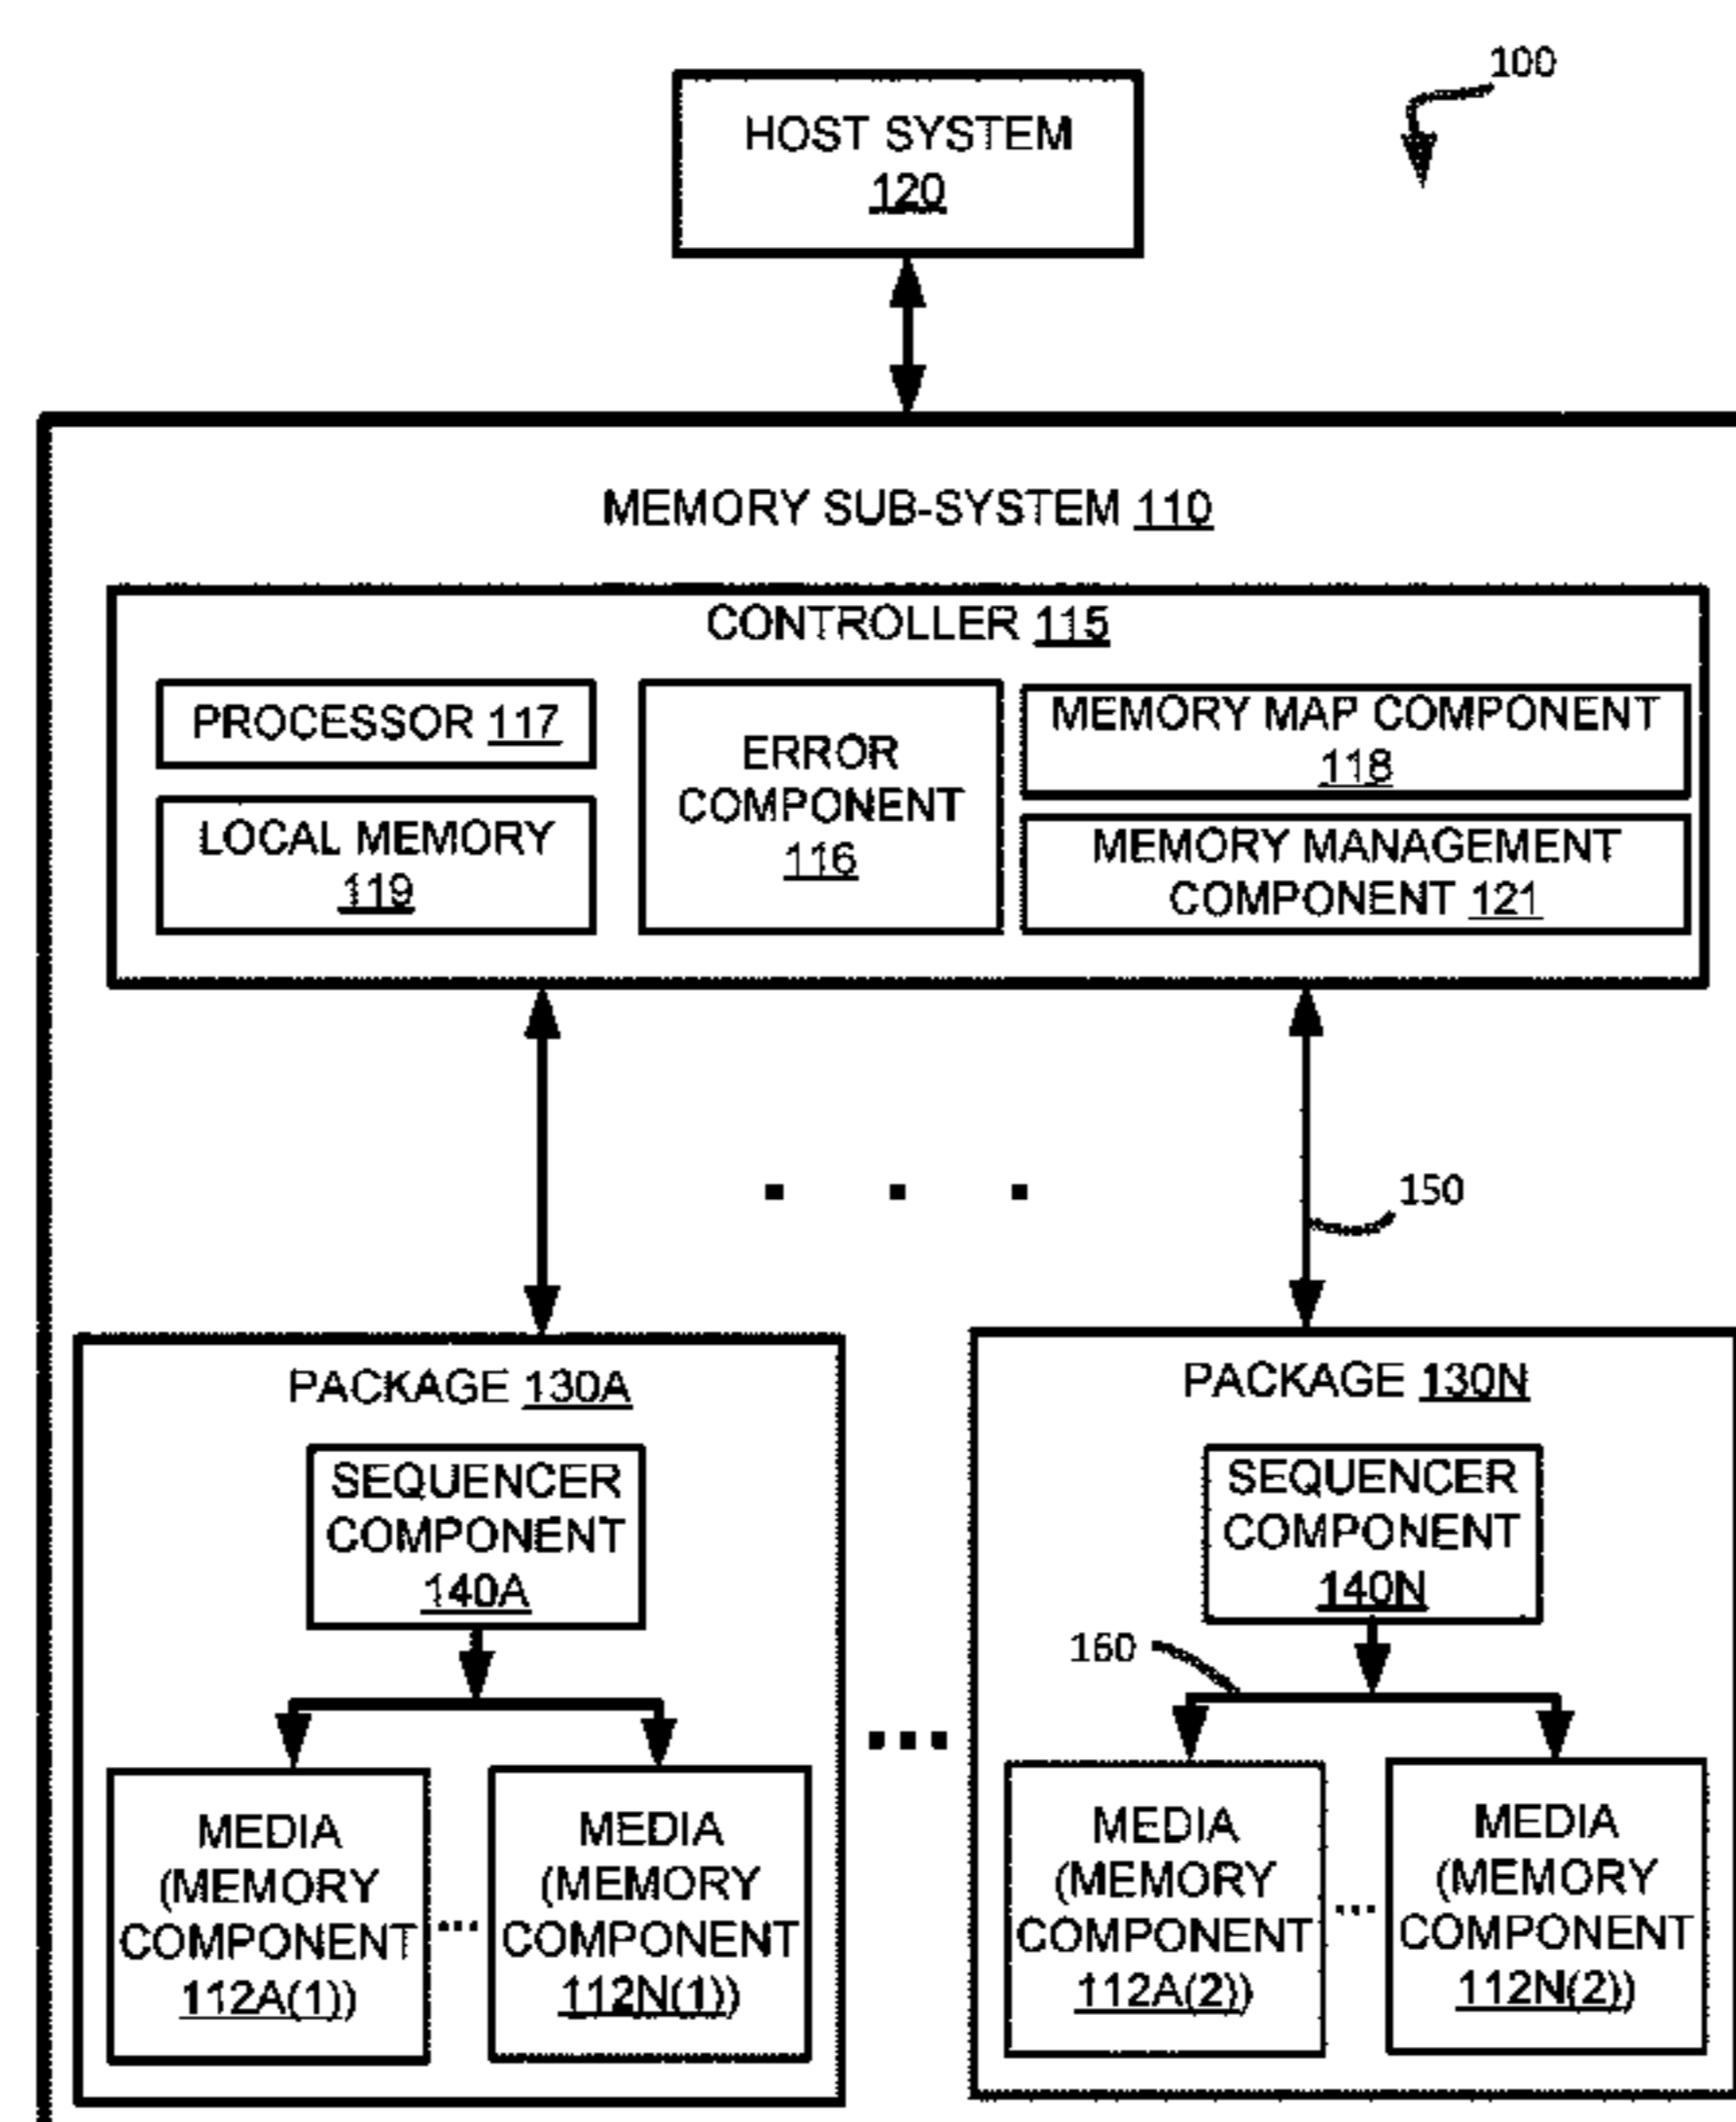 100
HOST SYSTEM
120
MEMORY SUB-SYSTEM 110
CONTROLLER 115
PROCESSOR 117
LOCAL MEMORY
119
ERROR
COMPONENT
116
MEMORY MAP COMPONENT
118
MEMORY MANAGEMENT
COMPONENT 121
. . .
150
PACKAGE 130A
SEQUENCER
COMPONENT
140A
MEDIA
(MEMORY
COMPONENT
112A(1))
...
MEDIA
(MEMORY
COMPONENT
112N(1))
...
PACKAGE 130N
SEQUENCER
COMPONENT
140N
160
MEDIA
(MEMORY
COMPONENT
112A(2))
...
MEDIA
(MEMORY
COMPONENT
112N(2))